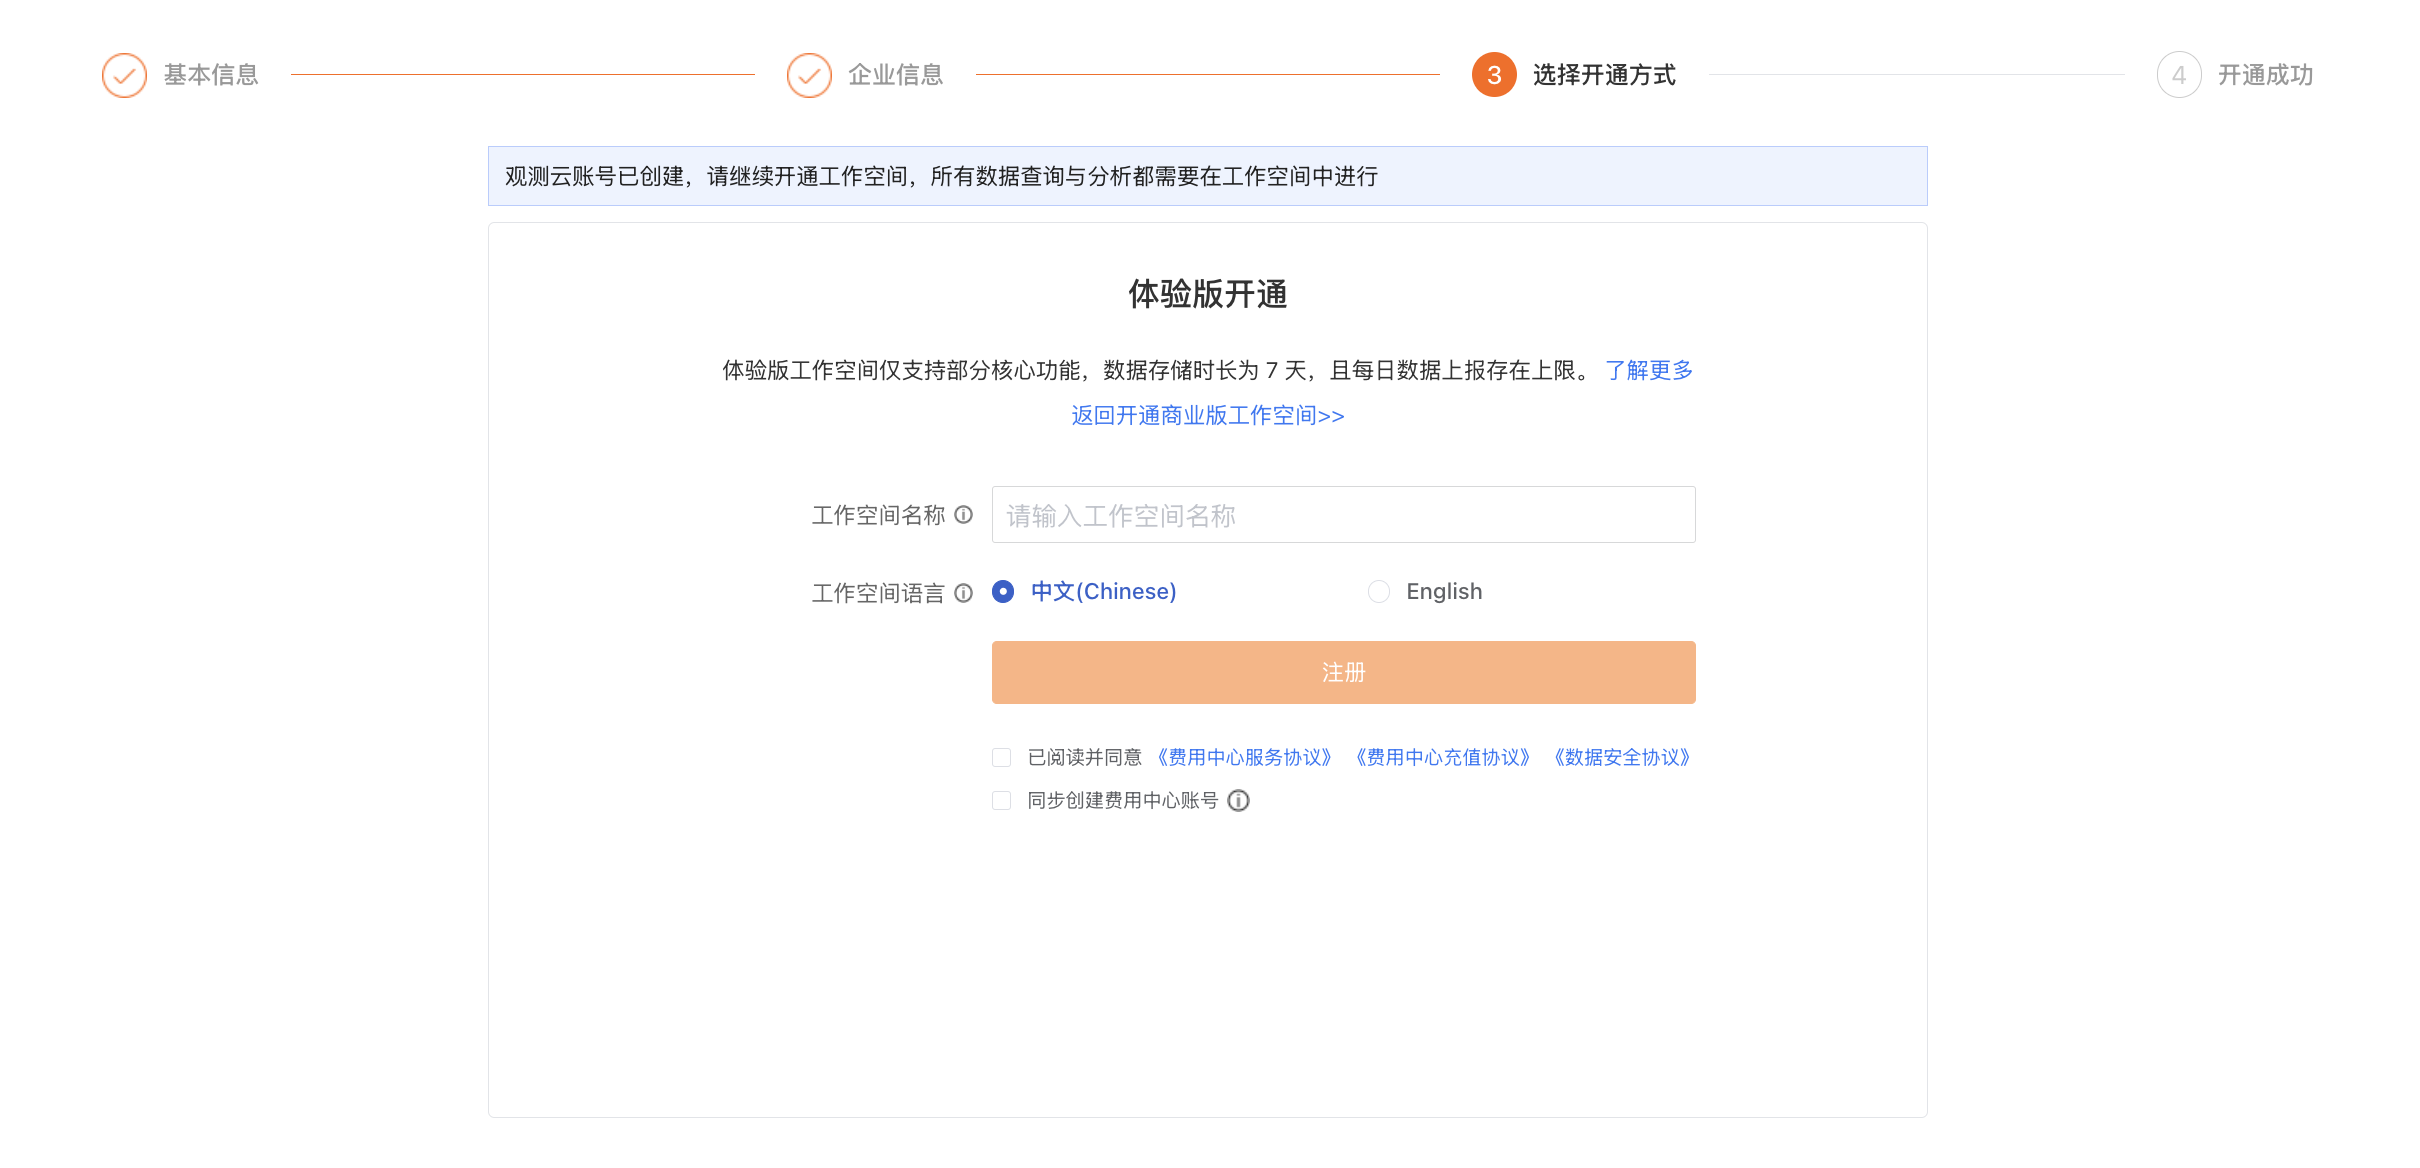 基本信息 企业信息 3 选择开通方式 4 开通成功
观测云账号已创建，请继续开通工作空间，所有数据查询与分析都需要在工作空间中进行
体验版开通
体验版工作空间仅支持部分核心功能，数据存储时长为 7 天，且每日数据上报存在上限。 了解更多
返回开通商业版工作空间>>
工作空间名称 请输入工作空间名称
工作空间语言 中文(Chinese) English
注册
已阅读并同意 《费用中心服务协议》 《费用中心充值协议》 《数据安全协议》
同步创建费用中心账号